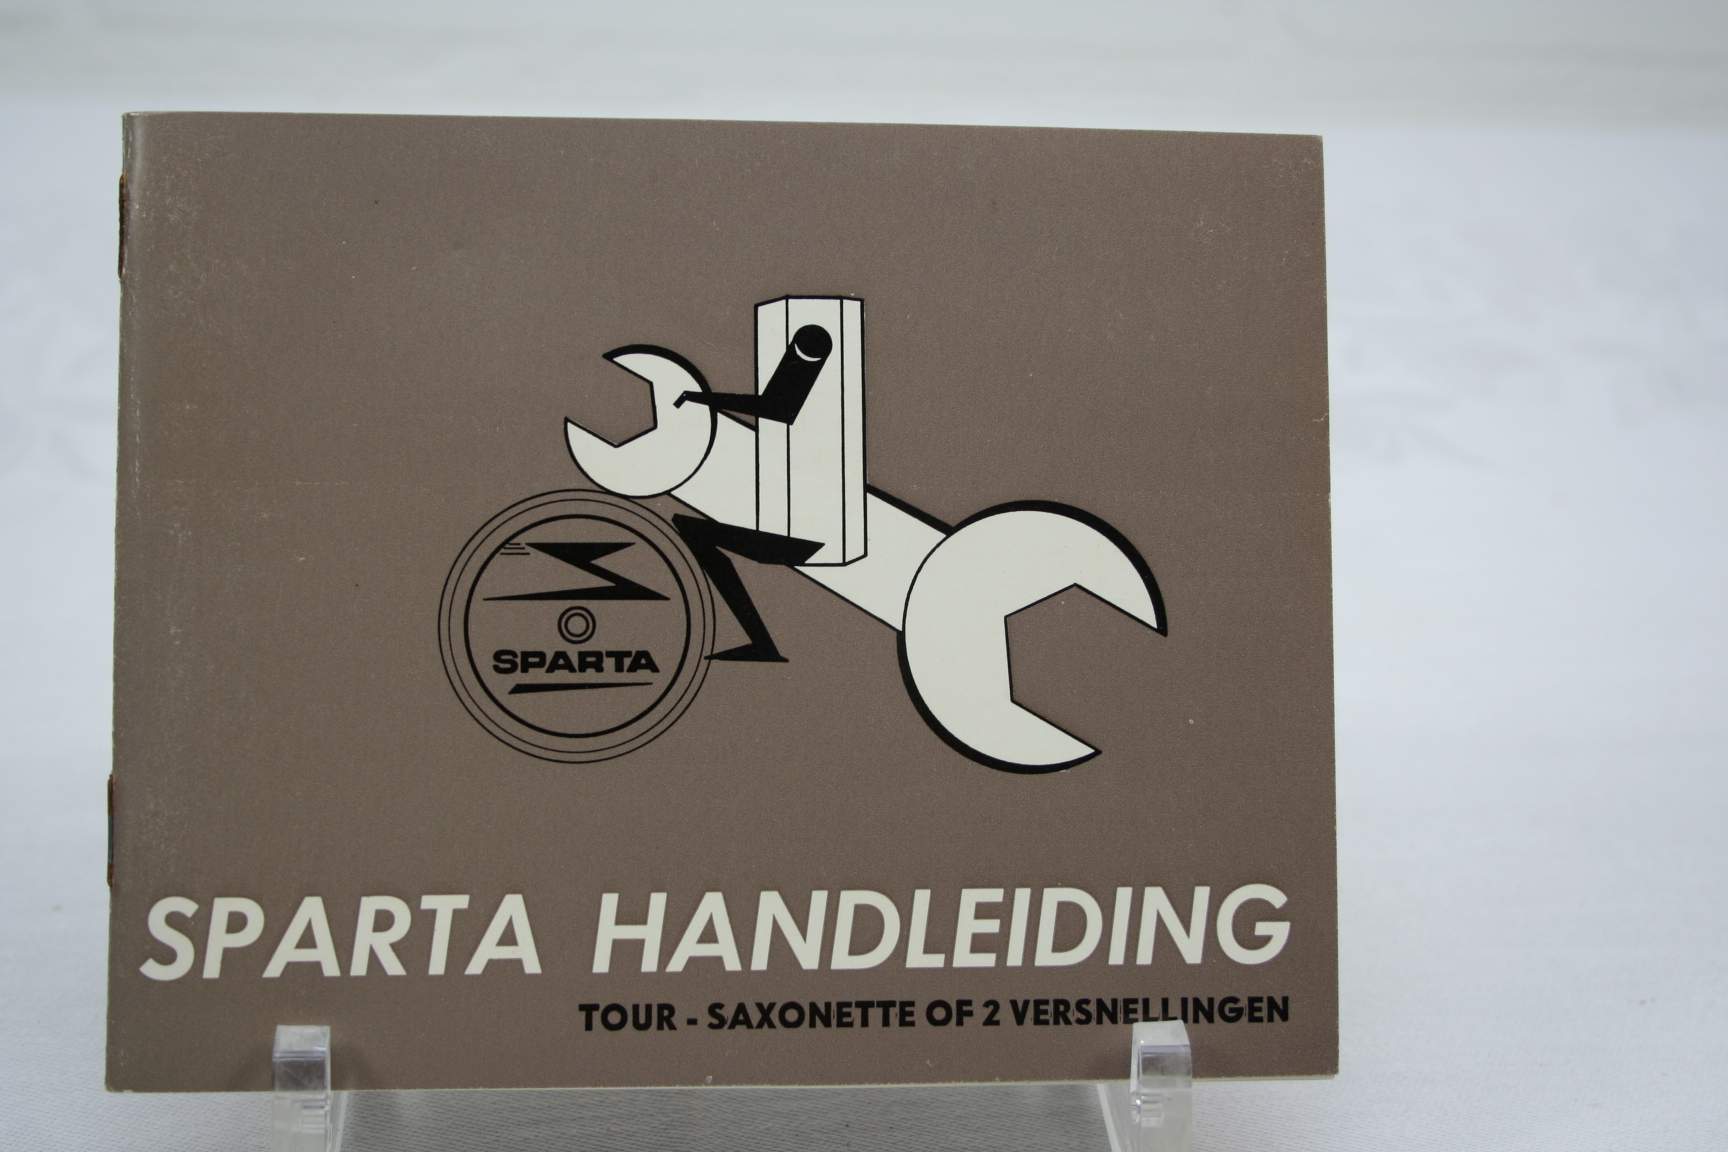 SPARTA
SPARTA HANDLEIDING
TOUR - SAXONETTE OF 2 VERSNELLINGEN